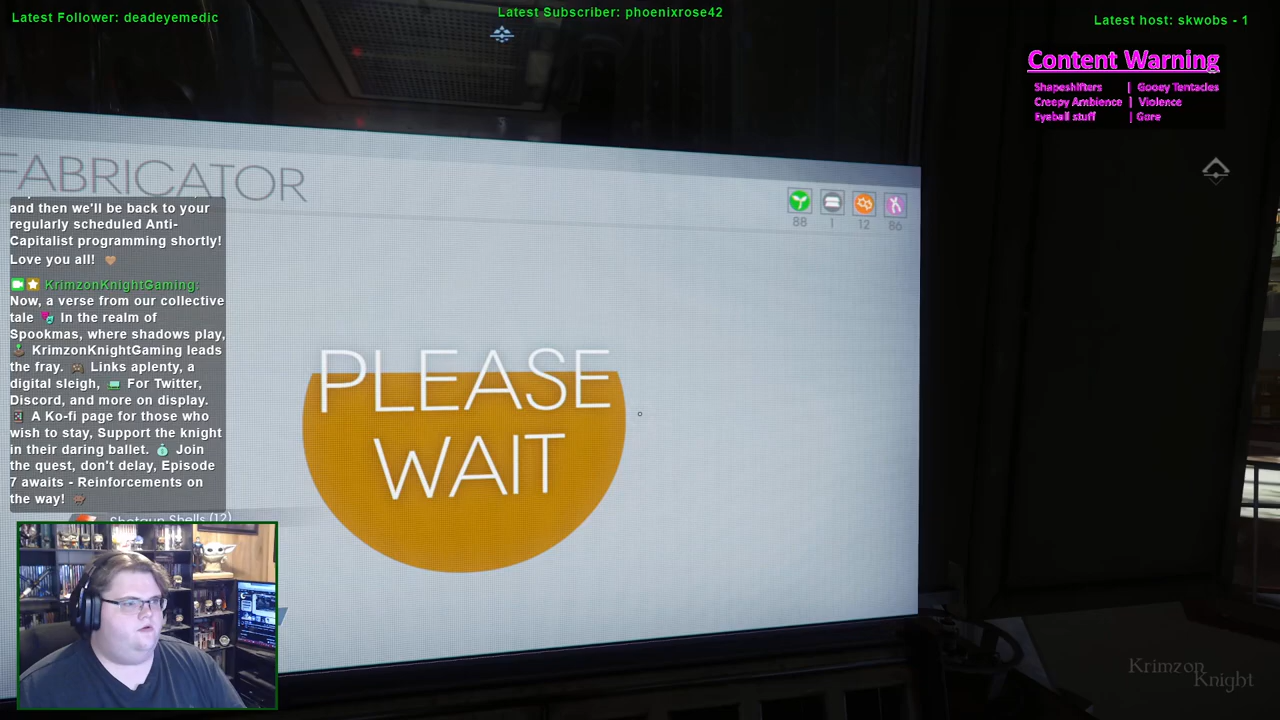 Latest Follower: deadeyemedic
Latest Subscriber: phoenixrose42
Latest host: skwobs - 1
Content Warning
Shapeshifters | Gooey Tentacles
Creepy Ambience | Violence
Eyeball stuff | Gore
FABRICATOR
88 1 12 86
and then we'll be back to your
regularly scheduled Anti-
Capitalist programming shortly!
Love you all!
KrimzonKnightGaming:
Now, a verse from our collective
tale In the realm of
Spookmas, where shadows play,
KrimzonKnightGaming leads
the fray. Links aplenty, a
digital sleigh, For Twitter,
Discord, and more on display.
A Ko-fi page for those who
wish to stay, Support the knight
in their daring ballet. Join
the quest, don't delay, Episode
7 awaits - Reinforcements on
the way!
PLEASE
WAIT
Shotgun Shells (12)
Krimzon
Knight